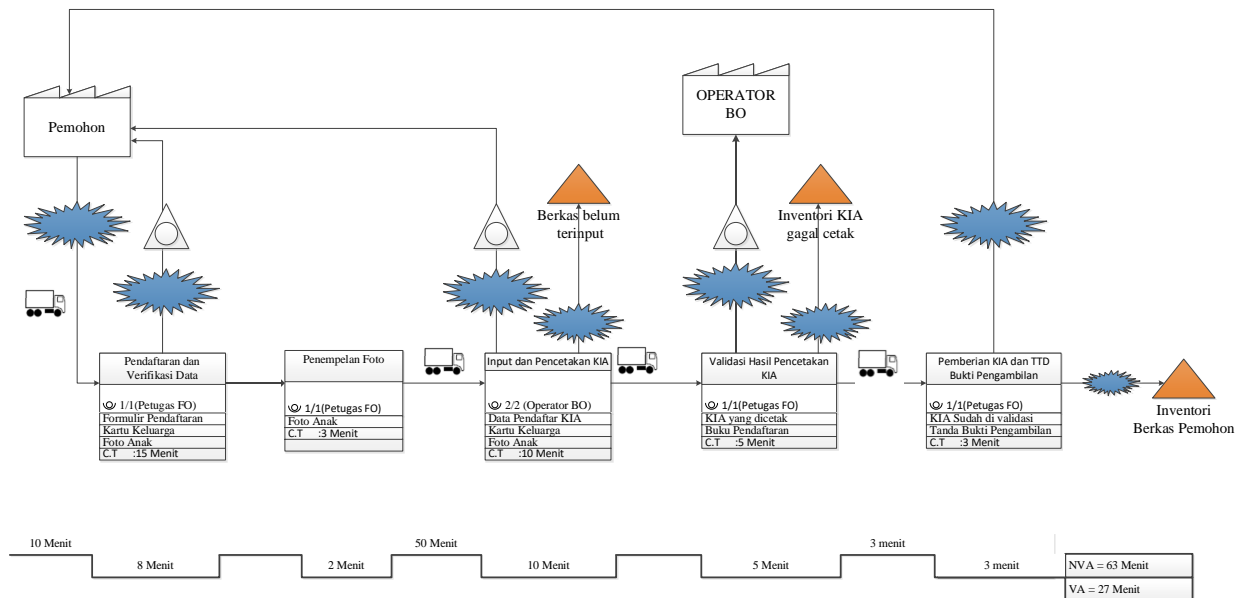 Pemohon
OPERATOR
BO
Berkas belum
terinput
Inventori KIA
gagal cetak
Pendaftaran dan
Verifikasi Data
1/1(Petugas FO)
Formulir Pendaftaran
Kartu Keluarga
Foto Anak
C.T :15 Menit
Penempelan Foto
1/1(Petugas FO)
Foto Anak
C.T :3 Menit
Input dan Pencetakan KIA
2/2 (Operator BO)
Data Pendaftar KIA
Kartu Keluarga
Foto Anak
C.T :10 Menit
Validasi Hasil Pencetakan
KIA
1/1(Petugas FO)
KIA yang dicetak
Buku Pendaftaran
C.T :5 Menit
Pemberian KIA dan TTD
Bukti Pengambilan
1/1(Petugas FO)
KIA Sudah di validasi
Tanda Bukti Pengambilan
C.T :3 Menit
Inventori
Berkas Pemohon
10 Menit
8 Menit
2 Menit
50 Menit
10 Menit
5 Menit
3 menit
3 menit
NVA = 63 Menit
VA = 27 Menit